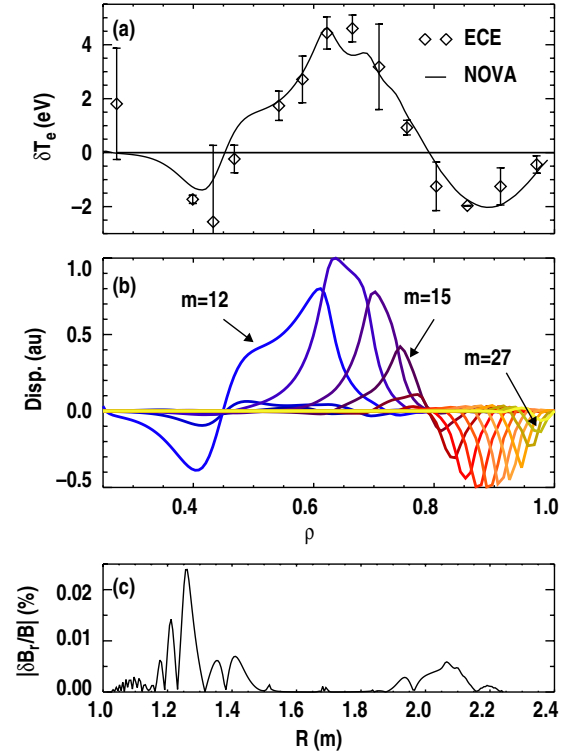 (a)
ECE
NOVA
δTe (eV)
4
2
0
−2
(b)
m=12
m=15
m=27
Disp. (au)
1.0
0.5
0.0
−0.5
0.4 0.6 0.8 1.0
ρ
(c)
|δBr/B| (%)
0.02
0.01
0.00
1.0 1.2 1.4 1.6 1.8 2.0 2.2 2.4
R (m)